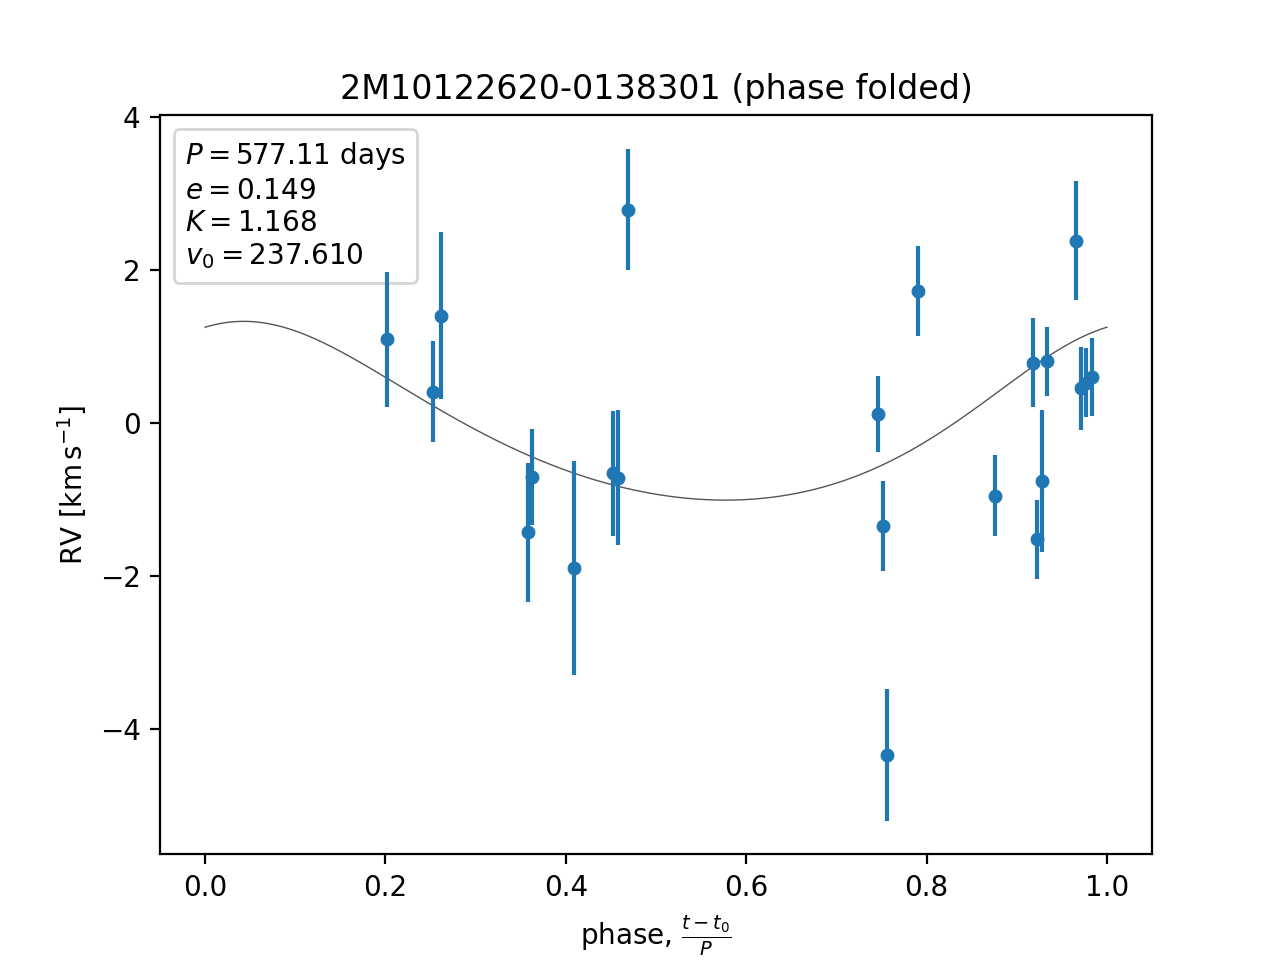 2M10122620-0138301 (phase folded)
P = 577.11 days
e = 0.149
K = 1.168
v₀ = 237.610
4
2
0
−2
−4
RV [km s⁻¹]
0.0 0.2 0.4 0.6 0.8 1.0
phase, (t − t₀)/P